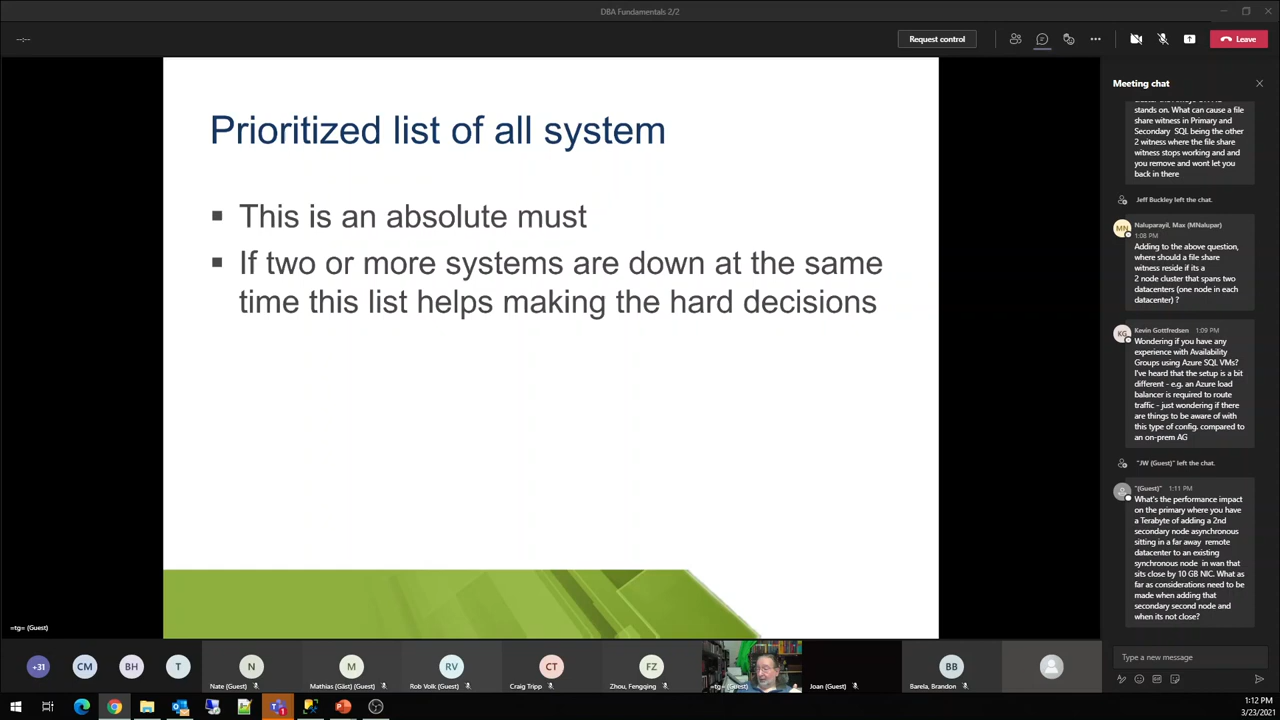 DBA Fundamentals 2/2
--:--
Request control
Leave
Prioritized list of all system
This is an absolute must
If two or more systems are down at the same
time this list helps making the hard decisions
=tg= (Guest)
Meeting chat
stands on. What can cause a file
share witness in Primary and
Secondary SQL being the other
2 witness where the file share
witness stops working and and
you remove and wont let you
back in there
Jeff Buckley left the chat.
MN
Naluparayil, Max (MNalupar)
1:08 PM
Adding to the above question,
where should a file share
witness reside if its a
2 node cluster that spans two
datacenters (one node in each
datacenter) ?
KG
Kevin Gottfredsen 1:09 PM
Wondering if you have any
experience with Availability
Groups using Azure SQL VMs?
I've heard that the setup is a bit
different - e.g. an Azure load
balancer is required to route
traffic - just wondering if there
are things to be aware of with
this type of config. compared to
an on-prem AG
"JW (Guest)" left the chat.
"(Guest)" 1:11 PM
What's the performance impact
on the primary where you have
a Terabyte of adding a 2nd
secondary node asynchronous
sitting in a far away remote
datacenter to an existing
synchronous node in wan that
sits close by 10 GB NIC. What as
far as considerations need to be
made when adding that
secondary second node and
when its not close?
Type a new message
+31
CM
BH
T
N
Nate (Guest)
M
Mathias (Gäst) (Guest)
RV
Rob Volk (Guest)
CT
Craig Tripp
FZ
Zhou, Fengqing
=tg= (Guest)
Joan (Guest)
BB
Barela, Brandon
1:12 PM
3/23/2021